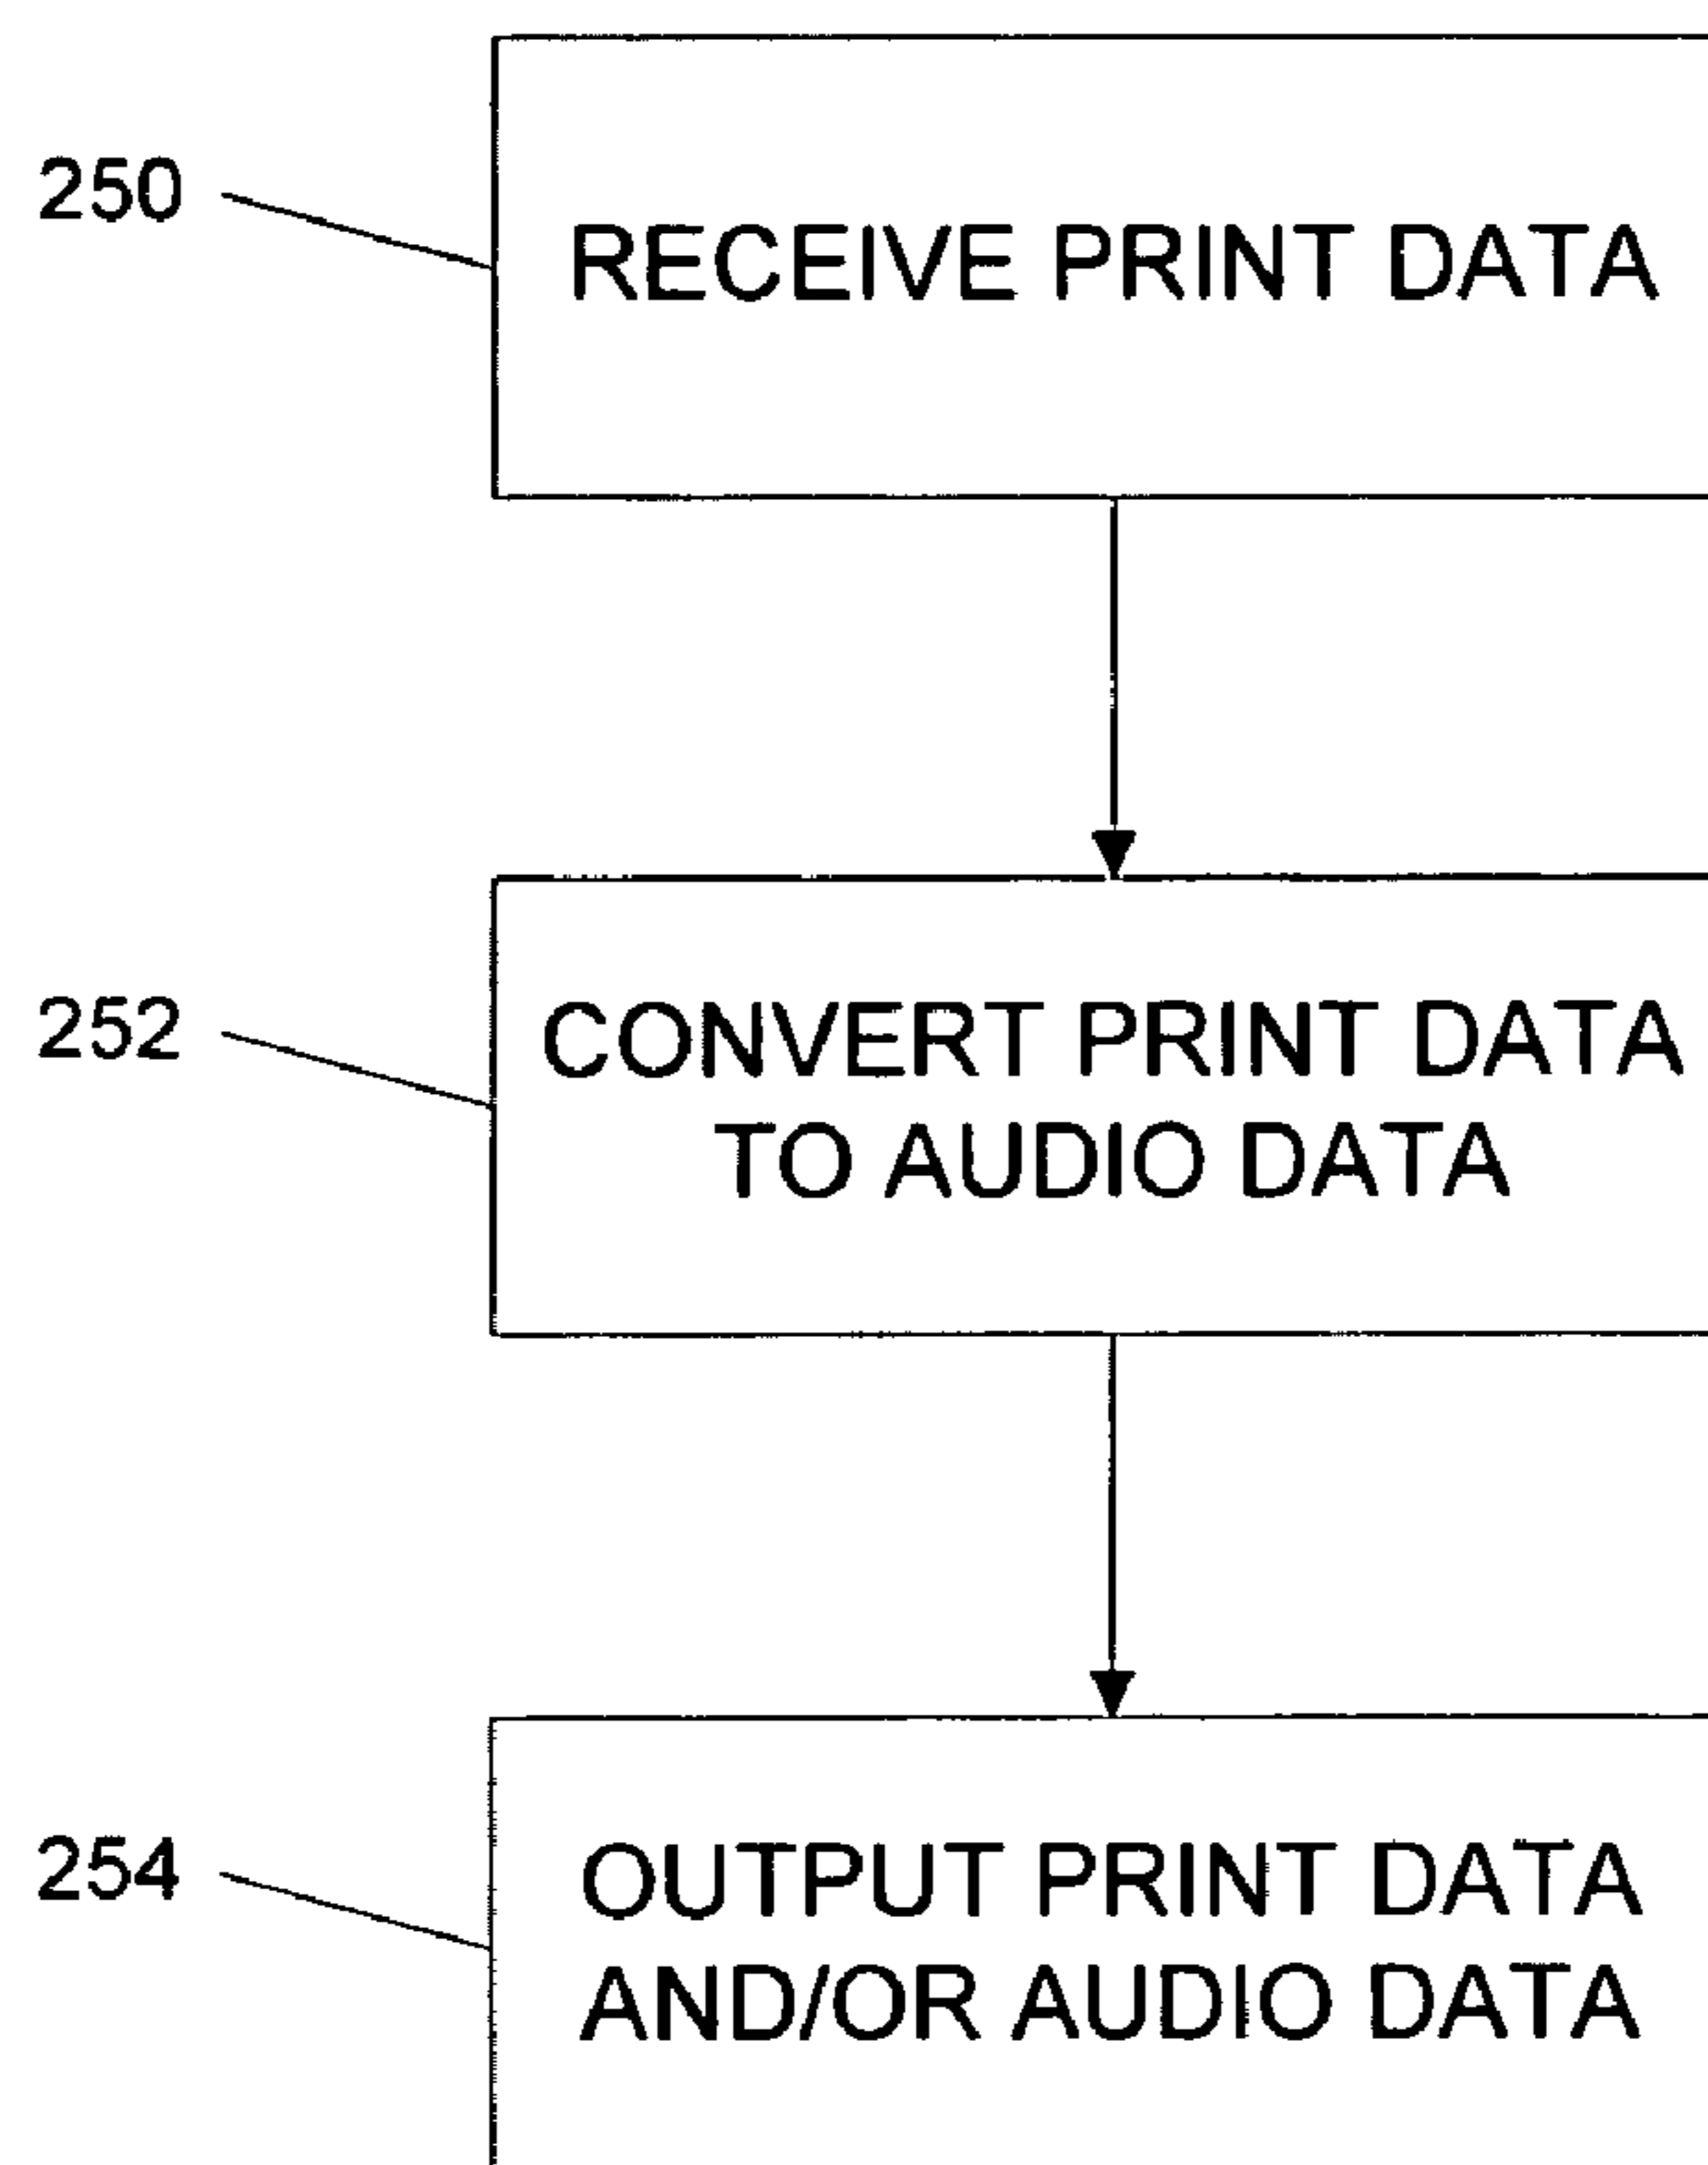 250
RECEIVE PRINT DATA
252
CONVERT PRINT DATA
TO AUDIO DATA
254
OUTPUT PRINT DATA
AND/OR AUDIO DATA